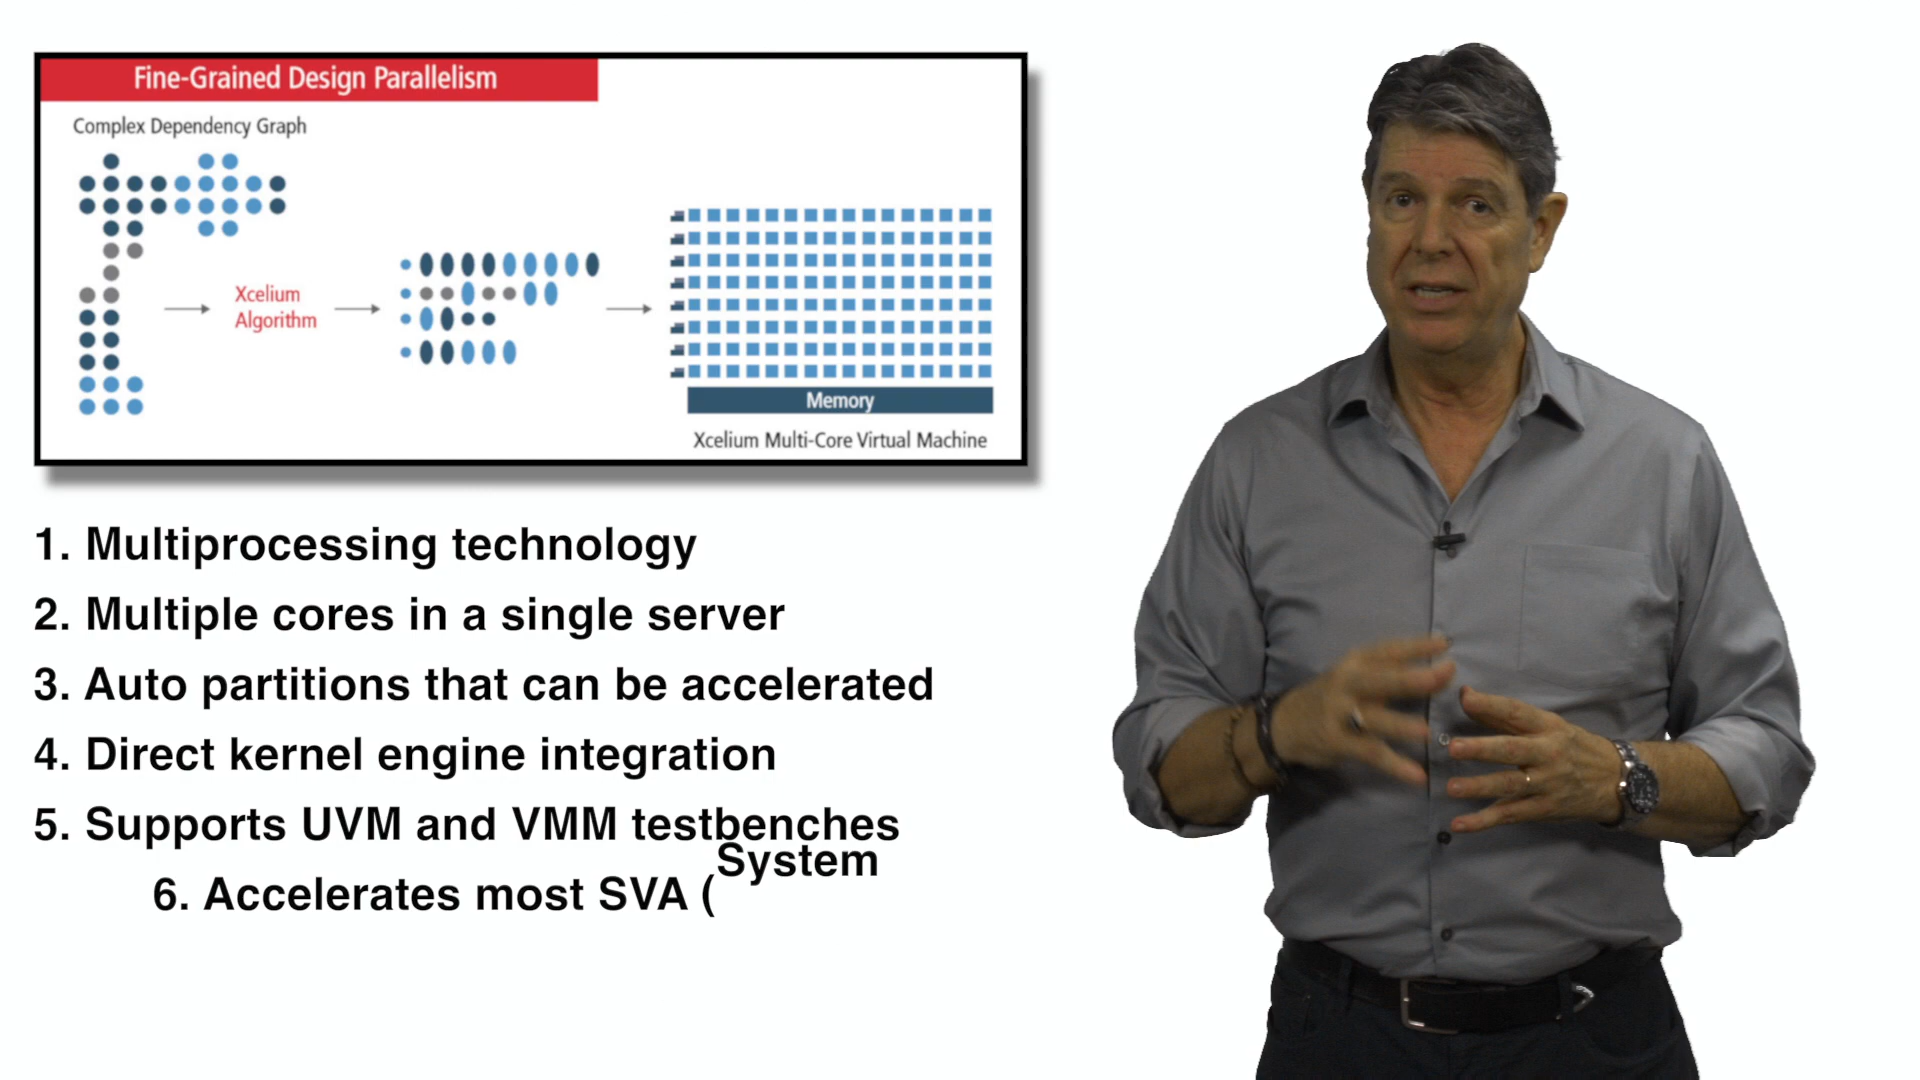 Fine-Grained Design Parallelism
Complex Dependency Graph
Xcelium
Algorithm
Memory
Xcelium Multi-Core Virtual Machine
1. Multiprocessing technology
2. Multiple cores in a single server
3. Auto partitions that can be accelerated
4. Direct kernel engine integration
5. Supports UVM and VMM testbenches
6. Accelerates most SVA (System